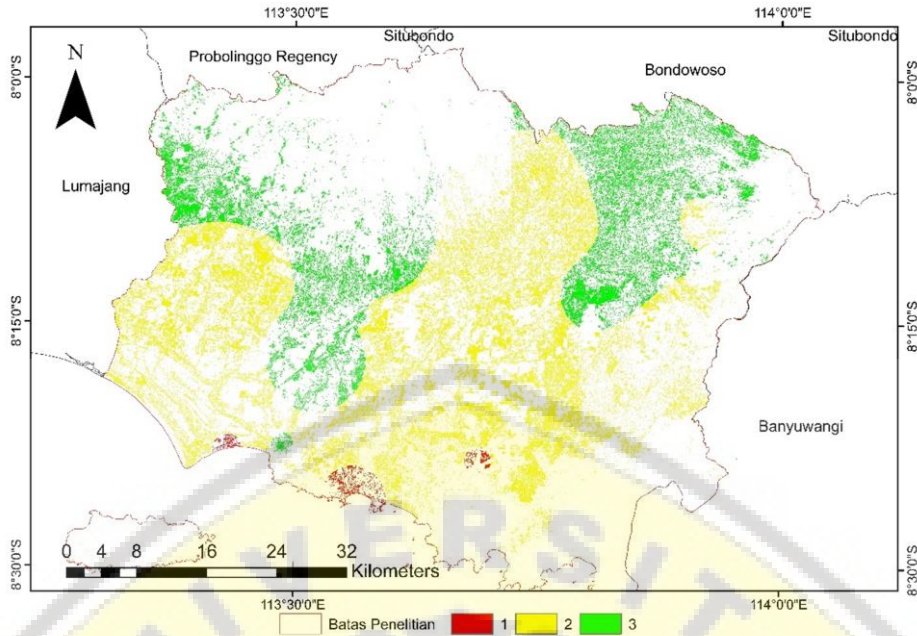 113°30'0"E 114°0'0"E
Situbondo Situbondo
Probolinggo Regency
Bondowoso
N
8°0'0"S 8°0'0"S
Lumajang
8°15'0"S 8°15'0"S
Banyuwangi
UNIVERSIT
0 4 8 16 24 32
Kilometers
8°30'0"S 8°30'0"S
113°30'0"E 114°0'0"E
Batas Penelitian 1 2 3